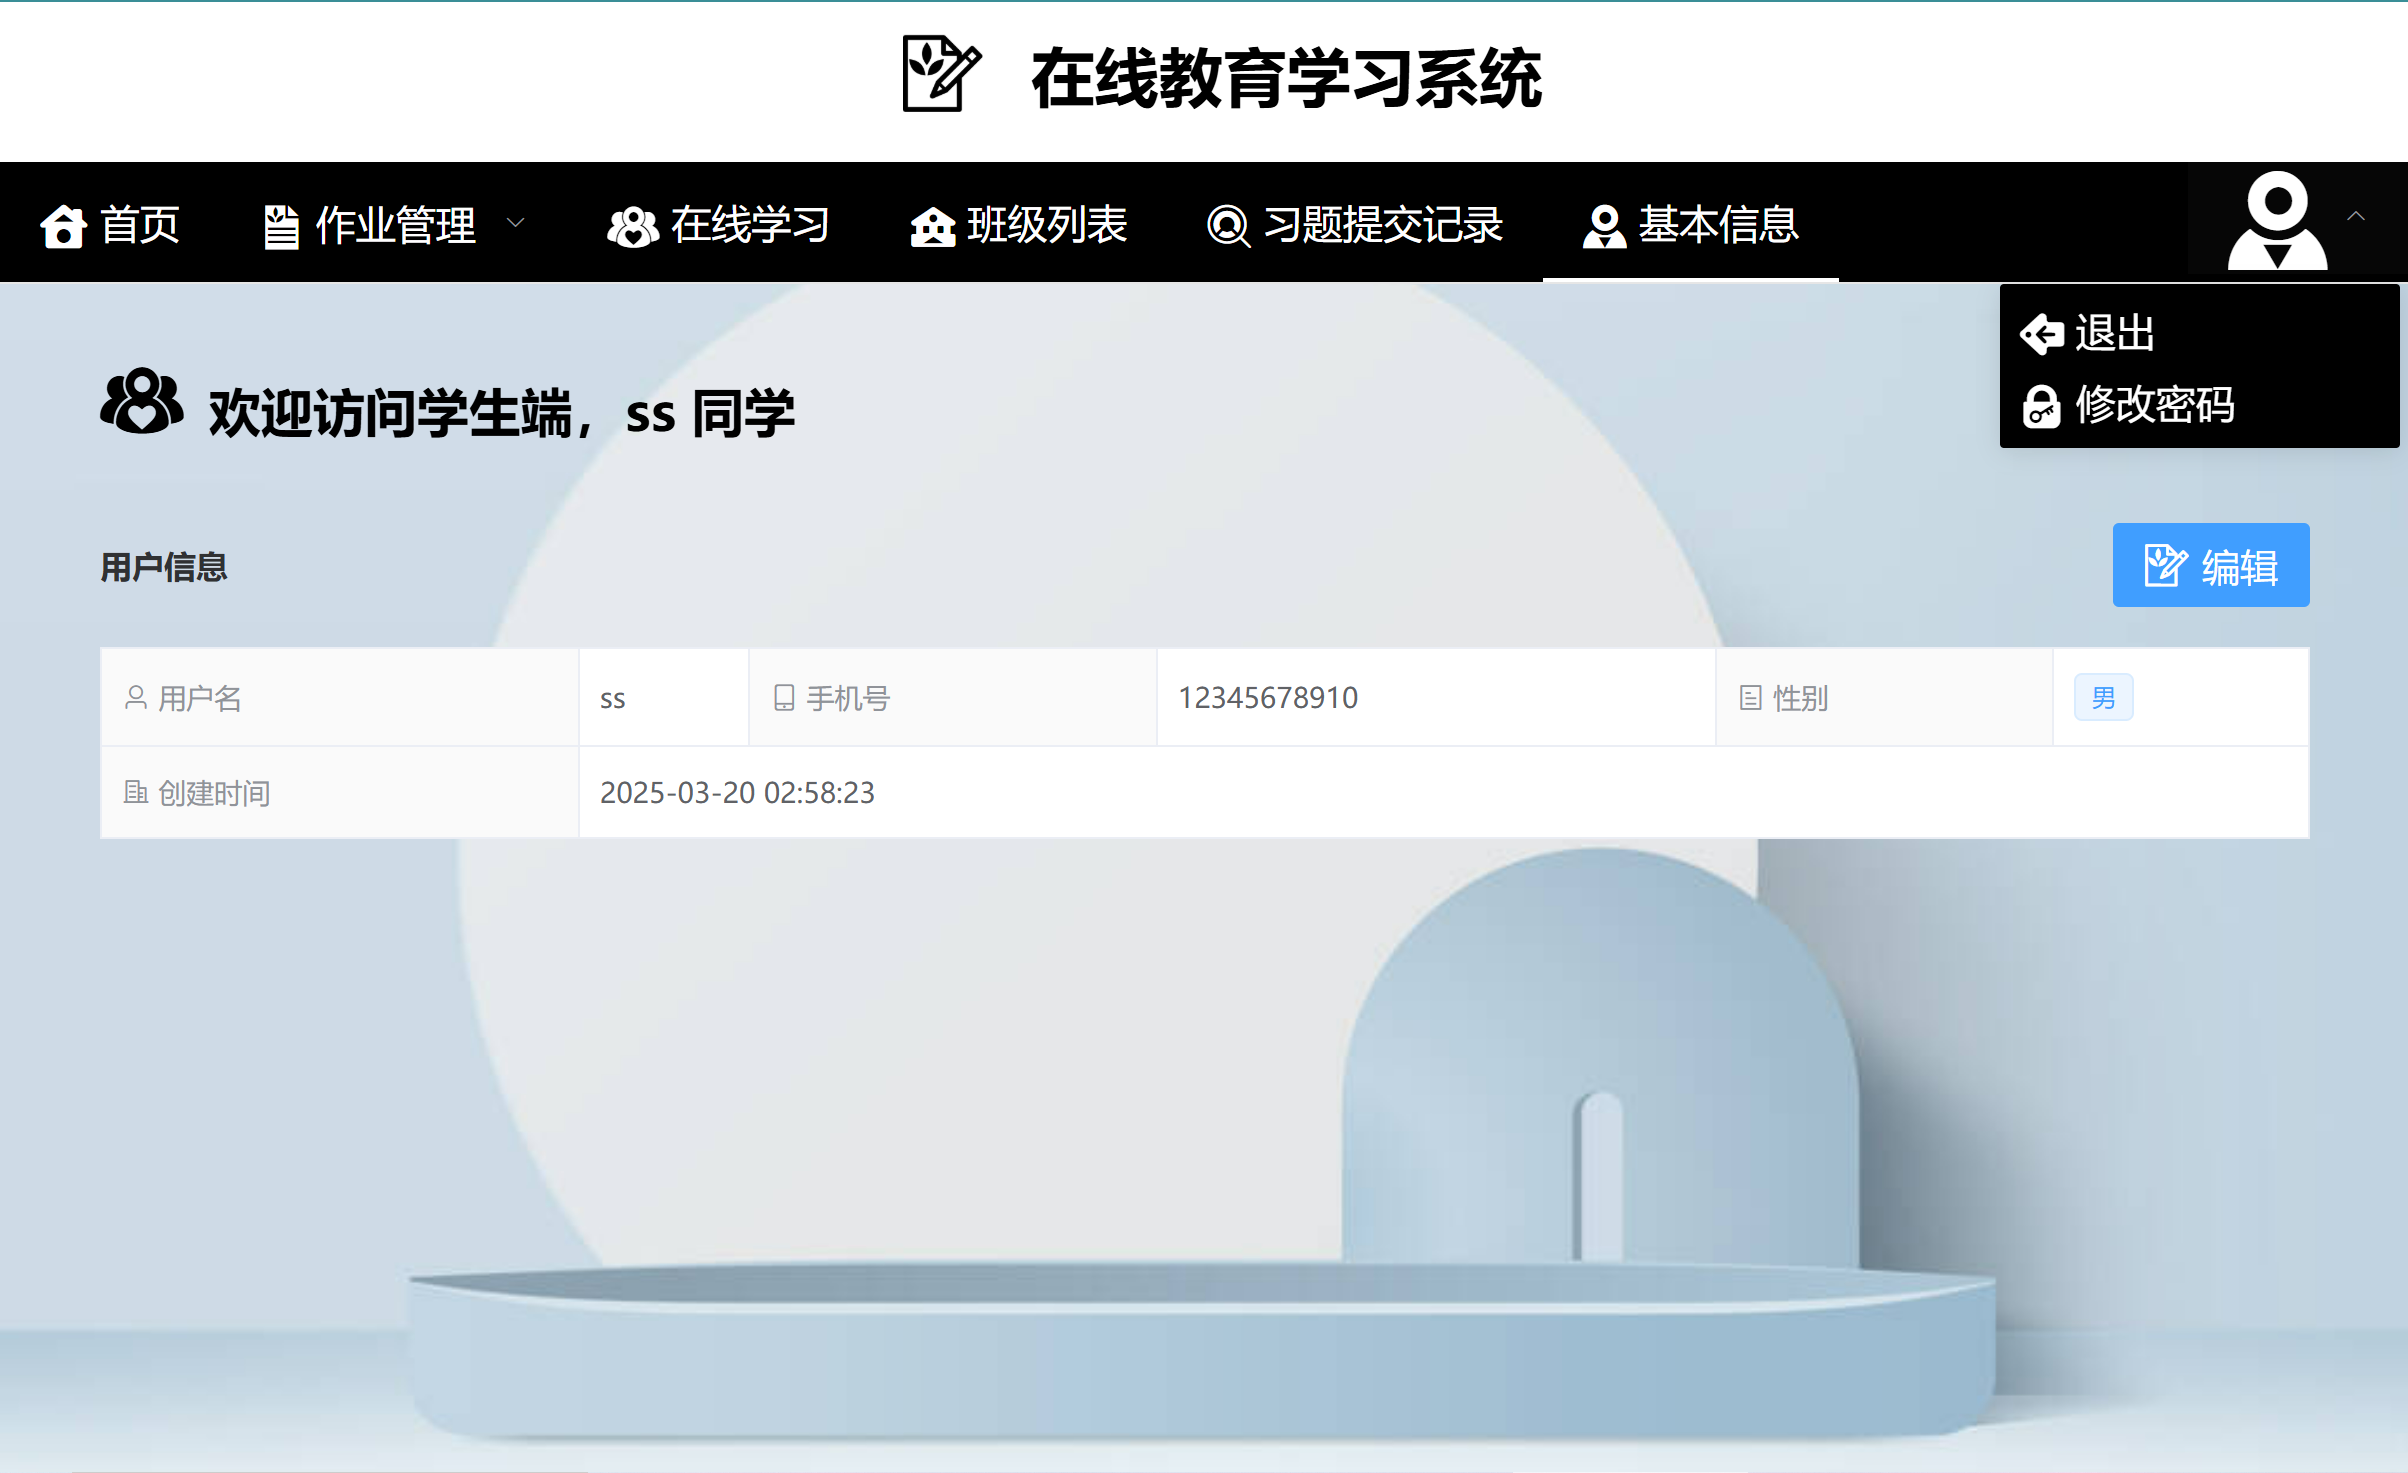 在线教育学习系统
首页 作业管理 在线学习 班级列表 习题提交记录 基本信息
退出
修改密码
欢迎访问学生端，ss 同学
用户信息 编辑
用户名 ss 手机号 12345678910 性别 男
创建时间 2025-03-20 02:58:23